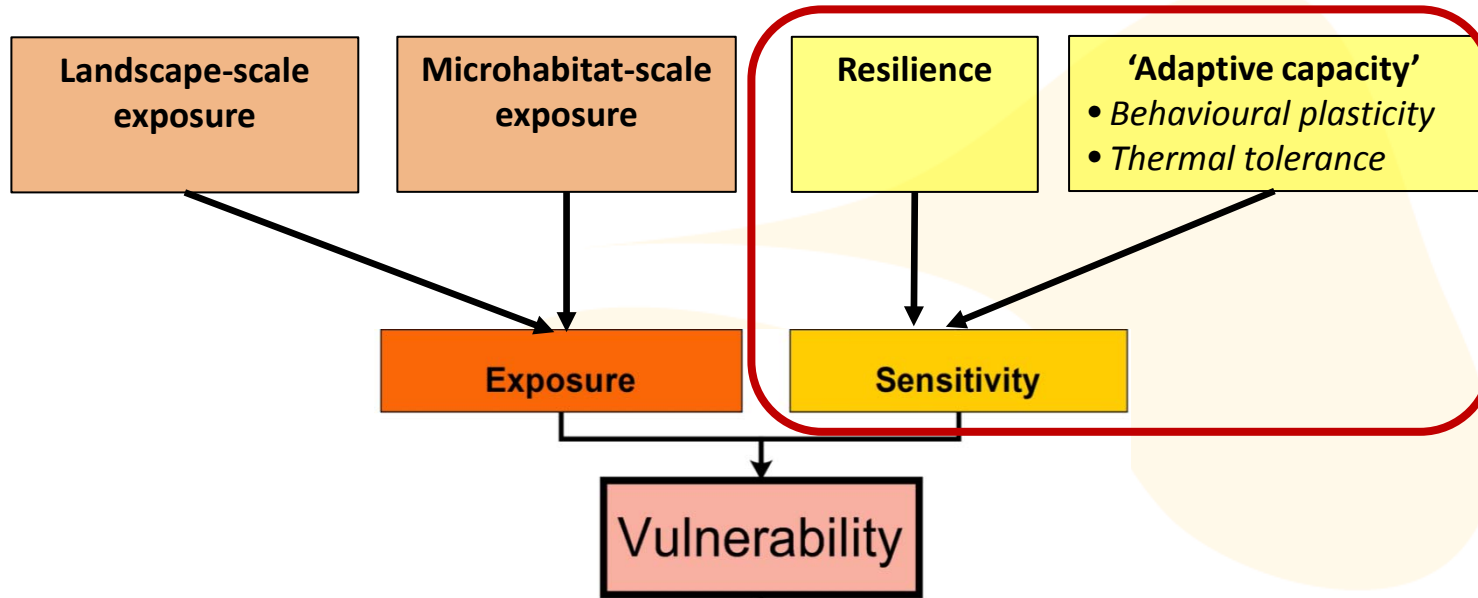 Landscape-scale
exposure
Microhabitat-scale
exposure
Resilience
‘Adaptive capacity’
• Behavioural plasticity
• Thermal tolerance
Exposure
Sensitivity
Vulnerability